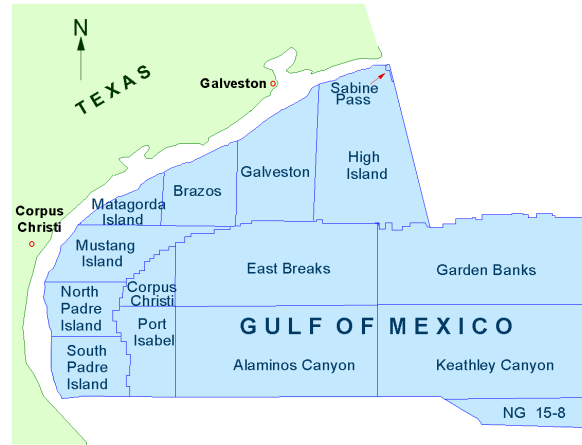 N
TEXAS
Galveston
Sabine
Pass
High
Island
Galveston
Brazos
Matagorda
Island
Corpus
Christi
Mustang
Island
East Breaks
Garden Banks
Corpus
Christi
North
Padre
Island
Port
Isabel
GULF OF MEXICO
South
Padre
Island
Alaminos Canyon
Keathley Canyon
NG 15-8